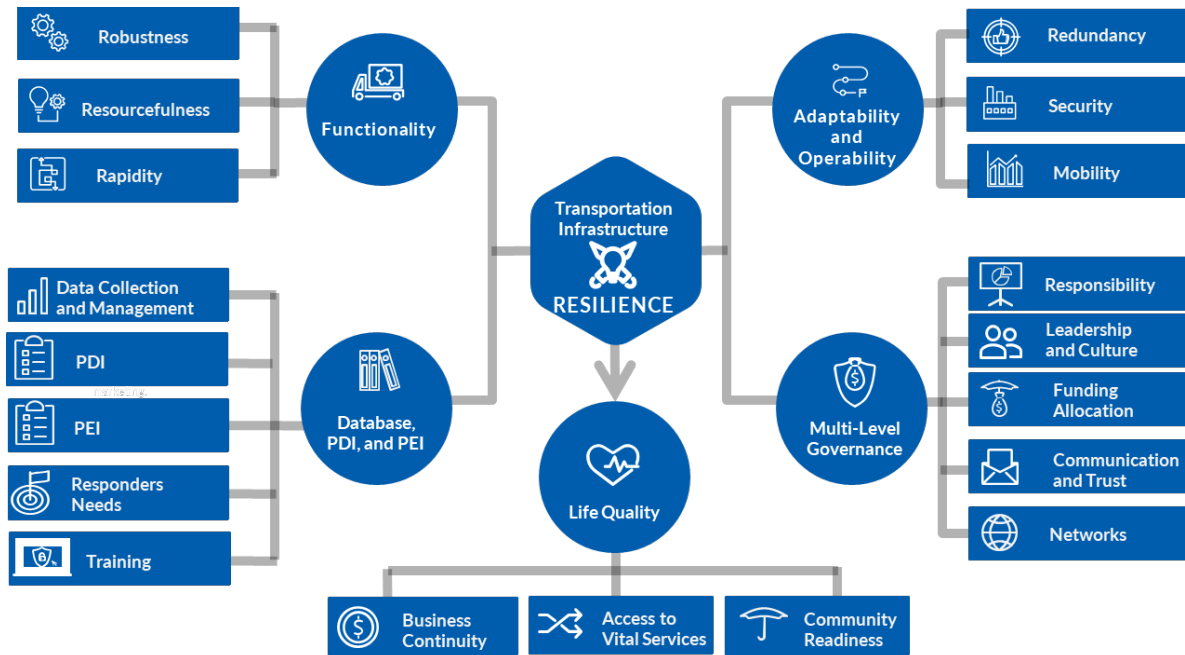 Robustness
Resourcefulness
Rapidity
Functionality
Adaptability
and
Operability
Redundancy
Security
Mobility
Transportation
Infrastructure
RESILIENCE
Data Collection
and Management
PDI
marketing.
PEI
Responders
Needs
Training
Database,
PDI, and PEI
Multi-Level
Governance
Responsibility
Leadership
and Culture
Funding
Allocation
Communication
and Trust
Networks
Life Quality
Business
Continuity
Access to
Vital Services
Community
Readiness